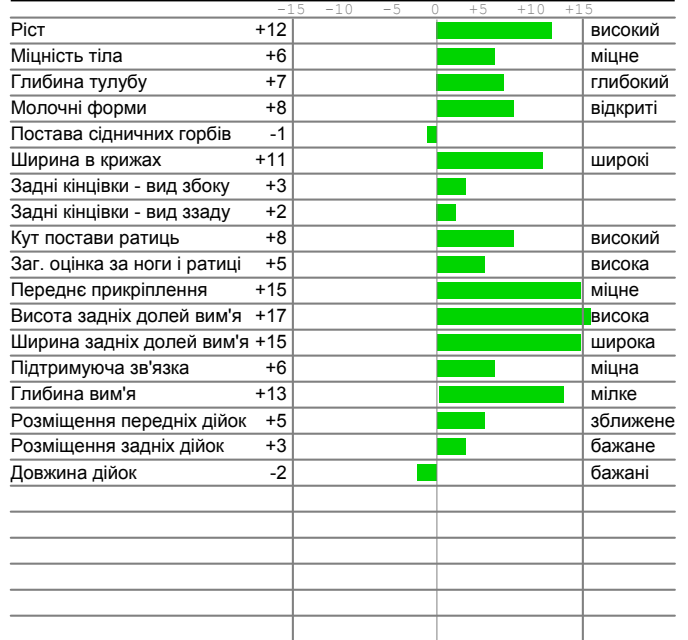 -15 -10 -5 0 +5 +10 +15
Ріст +12 високий
Міцність тіла +6 міцне
Глибина тулубу +7 глибокий
Молочні форми +8 відкриті
Постава сідничних горбів -1
Ширина в крижах +11 широкі
Задні кінцівки - вид збоку +3
Задні кінцівки - вид ззаду +2
Кут постави ратиць +8 високий
Заг. оцінка за ноги і ратиці +5 висока
Переднє прикріплення +15 міцне
Висота задніх долей вим'я +17 висока
Ширина задніх долей вим'я +15 широка
Підтримуюча зв'язка +6 міцна
Глибина вим'я +13 мілке
Розміщення передніх дійок +5 зближене
Розміщення задніх дійок +3 бажане
Довжина дійок -2 бажані